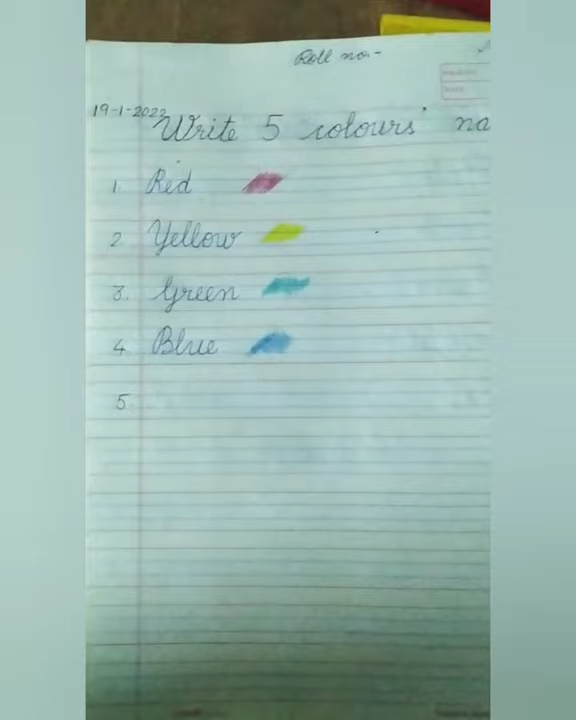 Roll no-
19-1-2022
Write 5 colours' na
1. Red
2 Yellow
3. Green
4 Blue
5.